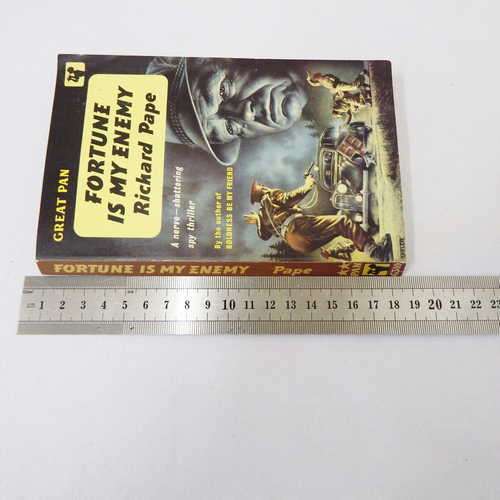 GREAT PAN
FORTUNE
IS MY ENEMY
Richard Pape
A nerve-shattering
spy thriller
By the author of
BOLDNESS BE MY FRIEND
FORTUNE IS MY ENEMY Pape
1 2 3 4 5 6 7 8 9 10 11 12 13 14 15 16 17 18 19 20 21 22 23